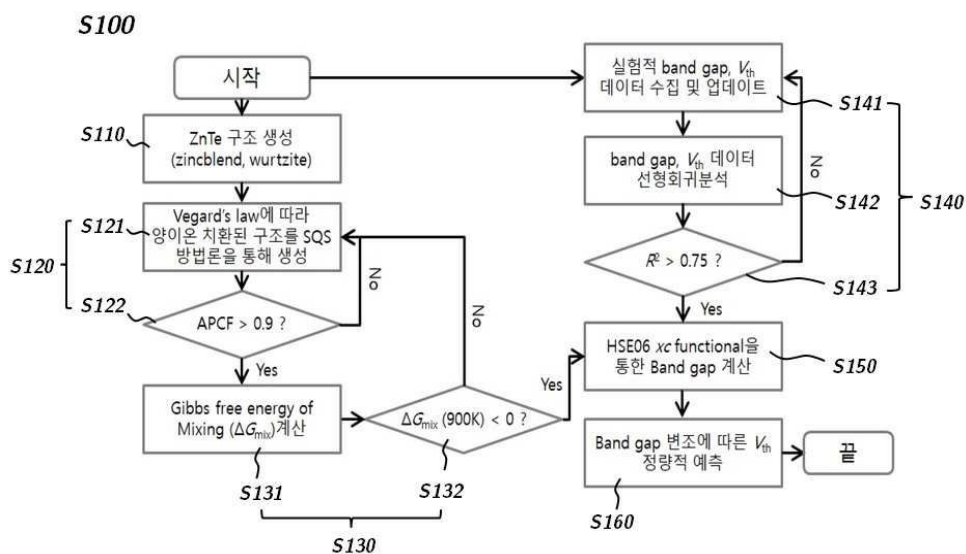 S100
시작
S110
ZnTe 구조 생성
(zincblend, wurtzite)
S120
S121
Vegard's law에 따라
양이온 치환된 구조를 SQS
방법론을 통해 생성
S122
APCF > 0.9 ?
No
Yes
Gibbs free energy of
Mixing (ΔGmix)계산
S131
ΔGmix (900K) < 0 ?
No
Yes
S132
S130
실험적 band gap, Vth
데이터 수집 및 업데이트
S141
band gap, Vth 데이터
선형회귀분석
S142
No
S140
R² > 0.75 ?
S143
Yes
HSE06 xc functional을
통한 Band gap 계산
S150
Band gap 변조에 따른 Vth
정량적 예측
S160
끝